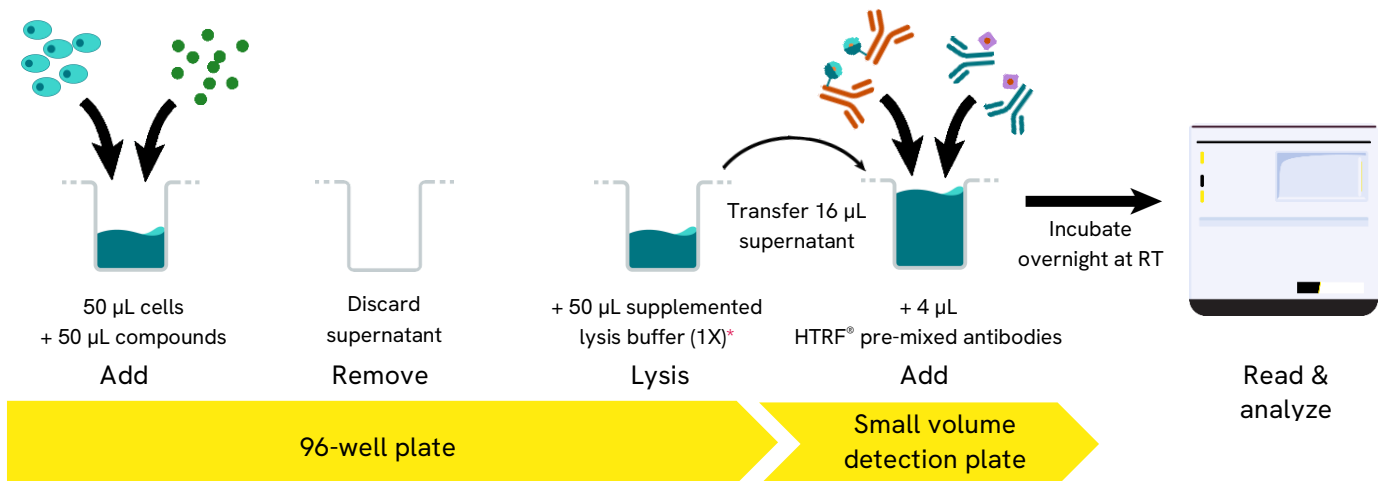 50 µL cells
+ 50 µL compounds
Add
Discard
supernatant
Remove
+ 50 µL supplemented
lysis buffer (1X)*
Lysis
Transfer 16 µL
supernatant
+ 4 µL
HTRF® pre-mixed antibodies
Add
Incubate
overnight at RT
Read &
analyze
96-well plate
Small volume
detection plate